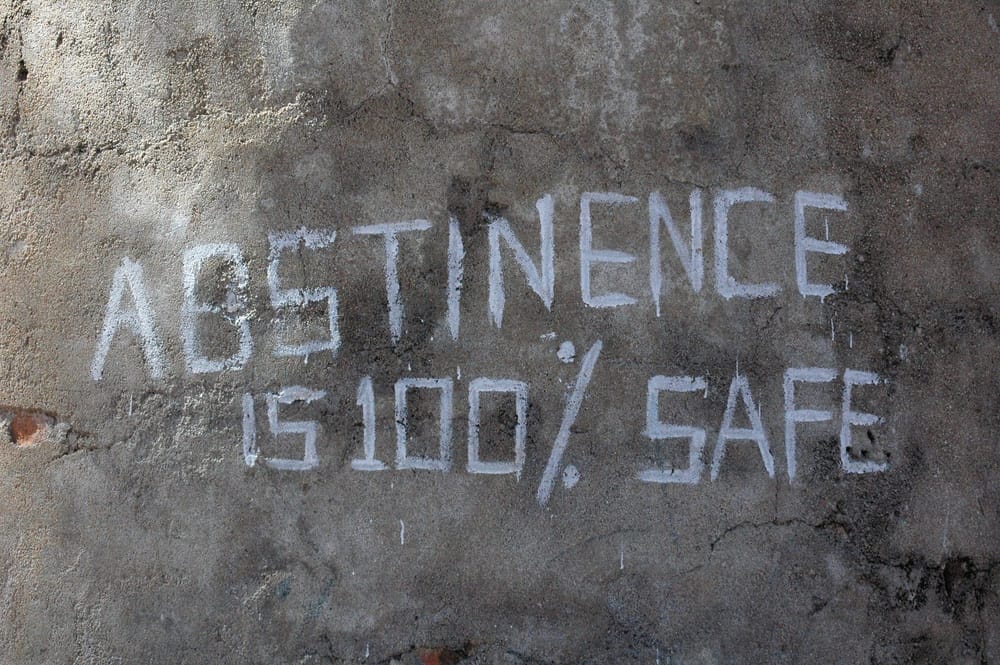 ABSTINENCE
IS 100% SAFE